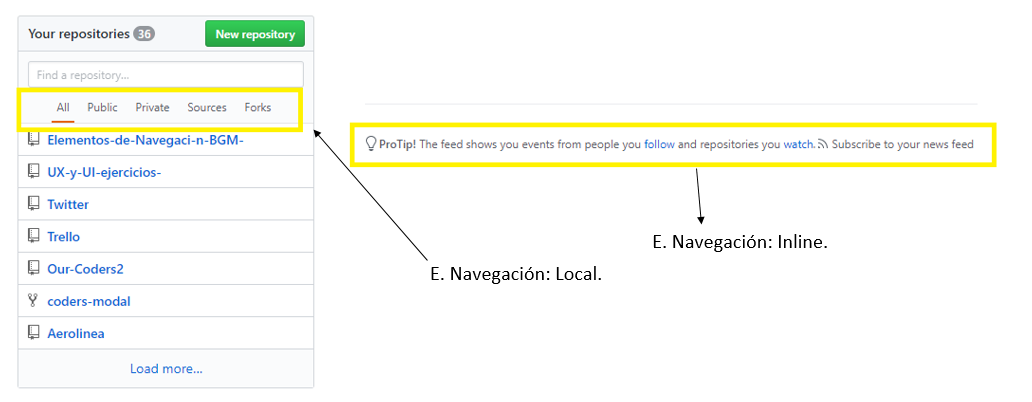 Your repositories 36 New repository
Find a repository...
All Public Private Sources Forks
Elementos-de-Navegaci-n-BGM-
UX-y-UI-ejercicios-
Twitter
Trello
Our-Coders2
coders-modal
Aerolinea
Load more...
ProTip! The feed shows you events from people you follow and repositories you watch. Subscribe to your news feed
E. Navegación: Inline.
E. Navegación: Local.